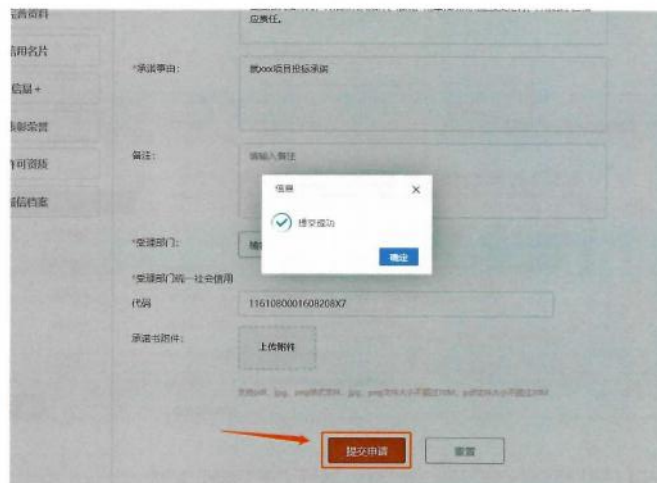 完善资料
信用名片
信息+
表彰荣誉
许可资质
诚信档案
应责任。
*承诺事由：
就xxx项目投标承诺
备注：
请输入备注
信息
×
提交成功
确定
*受理部门：
*受理部门统一社会信用
代码
1161080001608208X7
承诺书附件：
上传附件
提交申请
重置